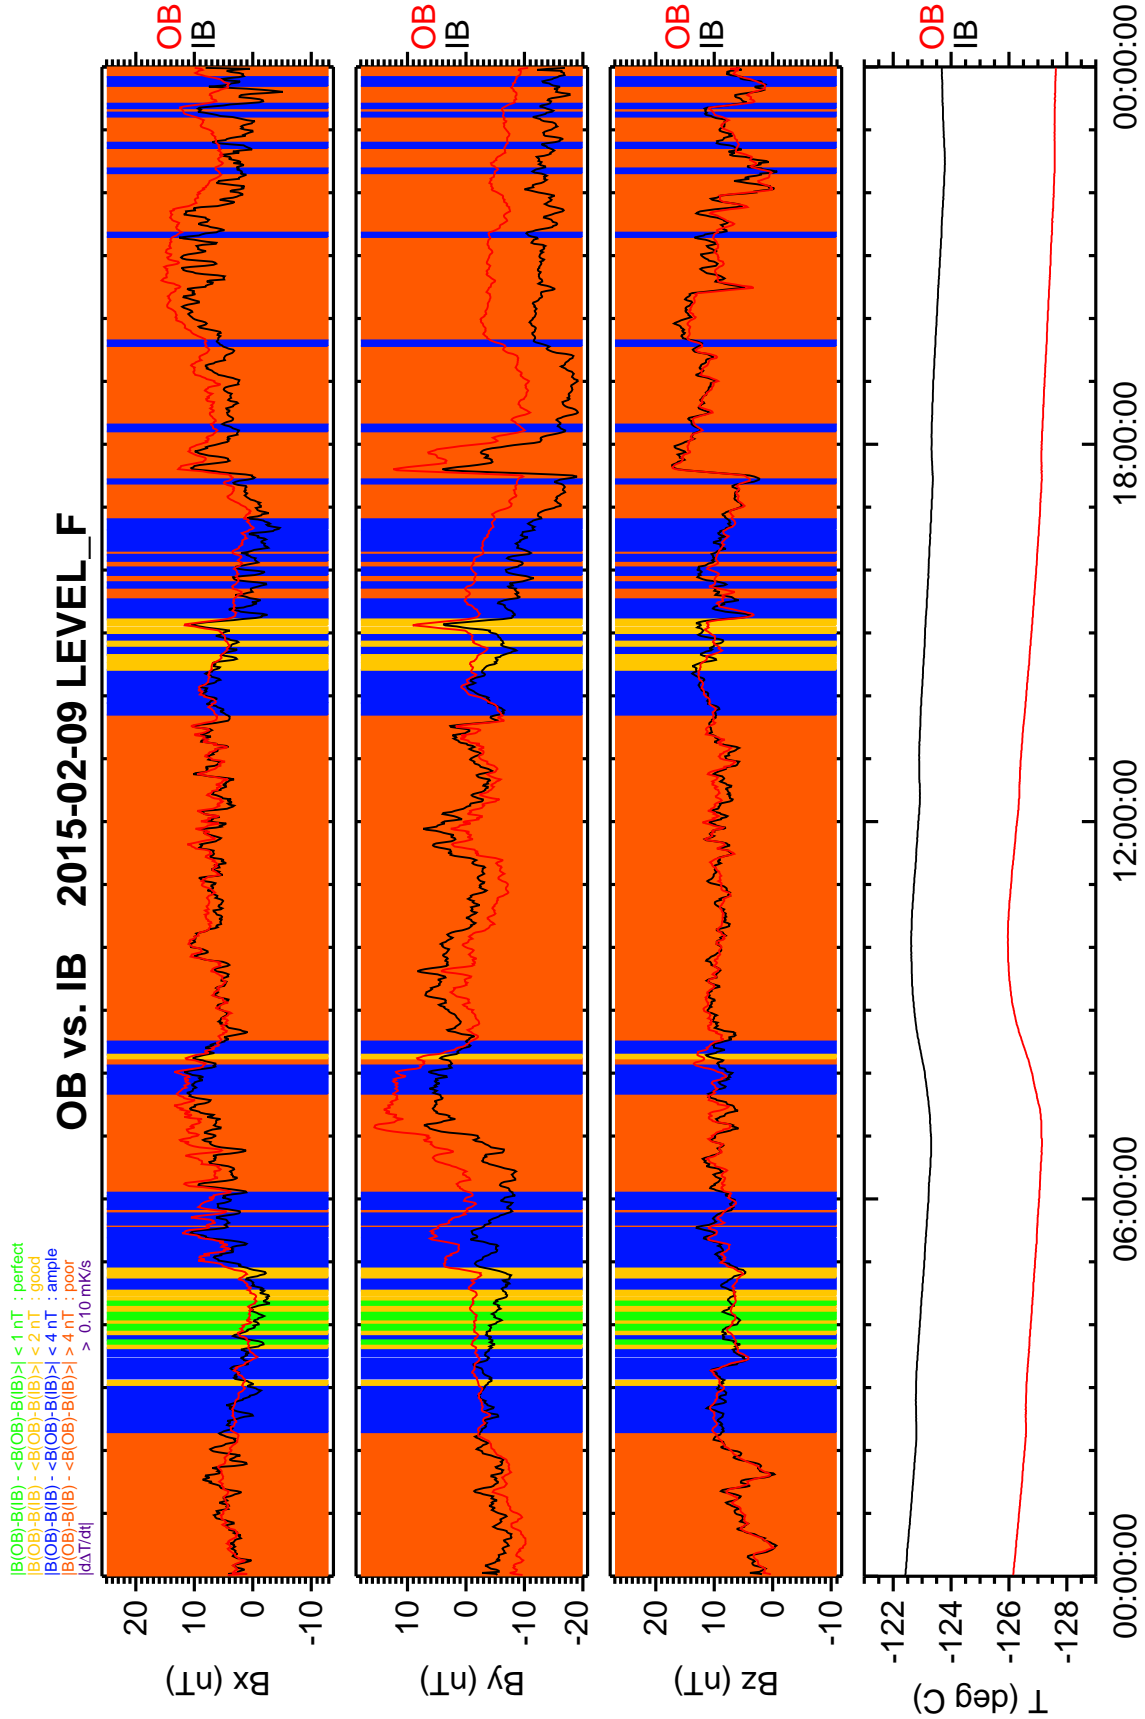 |B(OB)-B(IB) - <B(OB)-B(IB)>| < 1 nT : perfect
|B(OB)-B(IB) - <B(OB)-B(IB)>| < 2 nT : good
|B(OB)-B(IB) - <B(OB)-B(IB)>| < 4 nT : ample
|B(OB)-B(IB) - <B(OB)-B(IB)>| > 4 nT : poor
|dΔT/dt| > 0.10 mK/s
OB vs. IB 2015-02-09 LEVEL_F
Bx (nT)
20
10
0
-10
OB
IB
By (nT)
10
0
-10
-20
OB
IB
Bz (nT)
20
10
0
-10
OB
IB
T (deg C)
-122
-124
-126
-128
OB
IB
00:00:00
06:00:00
12:00:00
18:00:00
00:00:00